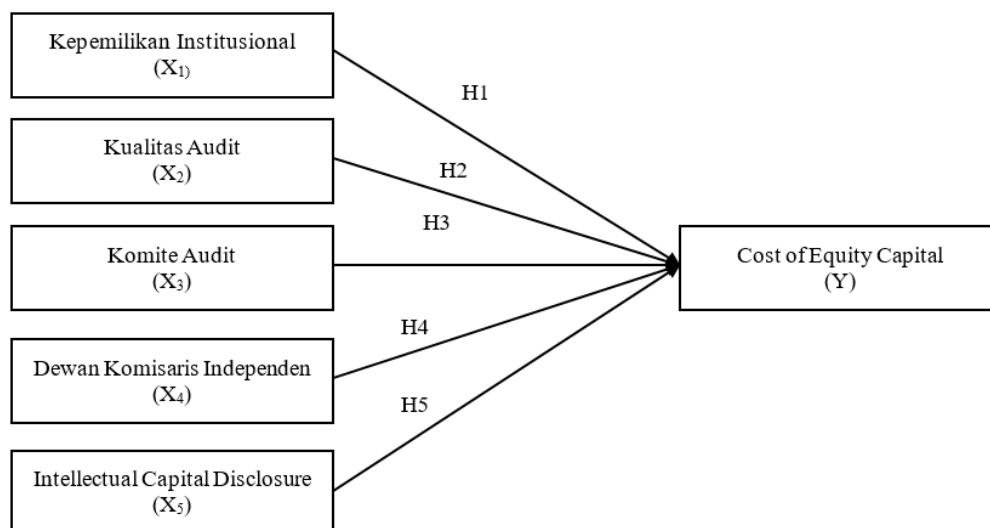 Kepemilikan Institusional
(X₁₎
H1
Kualitas Audit
(X₂)
H2
H3
Komite Audit
(X₃)
Cost of Equity Capital
(Y)
H4
Dewan Komisaris Independen
(X₄)
H5
Intellectual Capital Disclosure
(X₅)